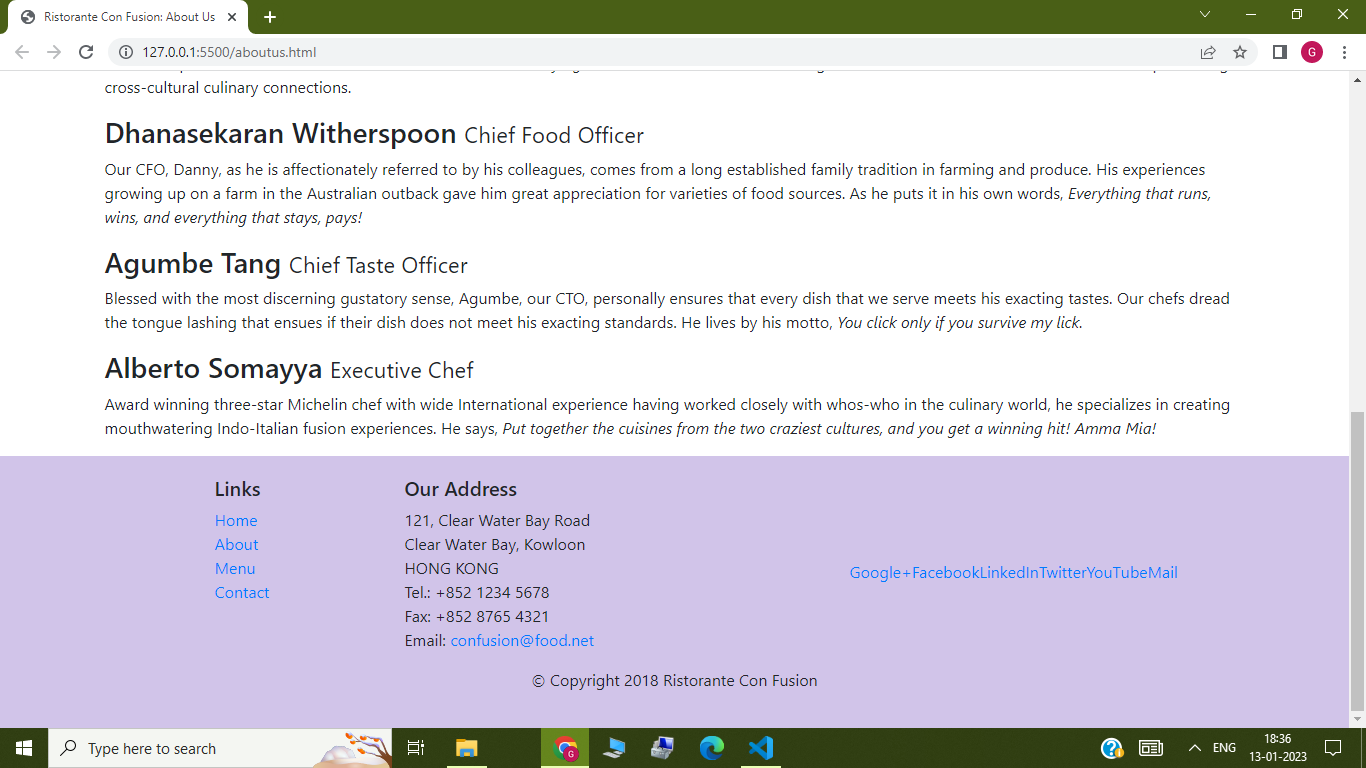 Ristorante Con Fusion: About Us
127.0.0.1:5500/aboutus.html
G
cross-cultural culinary connections.
Dhanasekaran Witherspoon Chief Food Officer
Our CFO, Danny, as he is affectionately referred to by his colleagues, comes from a long established family tradition in farming and produce. His experiences
growing up on a farm in the Australian outback gave him great appreciation for varieties of food sources. As he puts it in his own words, Everything that runs,
wins, and everything that stays, pays!
Agumbe Tang Chief Taste Officer
Blessed with the most discerning gustatory sense, Agumbe, our CTO, personally ensures that every dish that we serve meets his exacting tastes. Our chefs dread
the tongue lashing that ensues if their dish does not meet his exacting standards. He lives by his motto, You click only if you survive my lick.
Alberto Somayya Executive Chef
Award winning three-star Michelin chef with wide International experience having worked closely with whos-who in the culinary world, he specializes in creating
mouthwatering Indo-Italian fusion experiences. He says, Put together the cuisines from the two craziest cultures, and you get a winning hit! Amma Mia!
Links
Home
About
Menu
Contact
Our Address
121, Clear Water Bay Road
Clear Water Bay, Kowloon
HONG KONG
Tel.: +852 1234 5678
Fax: +852 8765 4321
Email: confusion@food.net
Google+FacebookLinkedInTwitterYouTubeMail
© Copyright 2018 Ristorante Con Fusion
Type here to search
G
ENG
18:36
13-01-2023